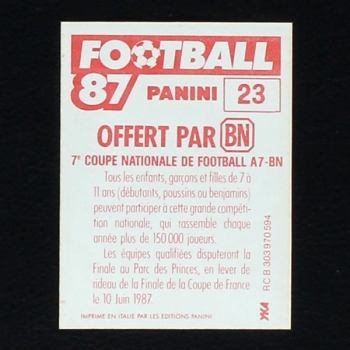 FOOTBALL
87 PANINI 23
OFFERT PAR BN
7e COUPE NATIONALE DE FOOTBALL A7-BN
Tous les enfants, garçons et filles de 7 à
11 ans (débutants, poussins ou benjamins)
peuvent participer à cette grande compéti-
tion nationale, qui rassemble chaque
année plus de 150 000 joueurs.
Les équipes qualifiées disputeront la
Finale au Parc des Princes, en lever de
rideau de la Finale de la Coupe de France
le 10 Juin 1987.
IMPRIME EN ITALIE PAR LES EDITIONS PANINI
RC B 303 970 594